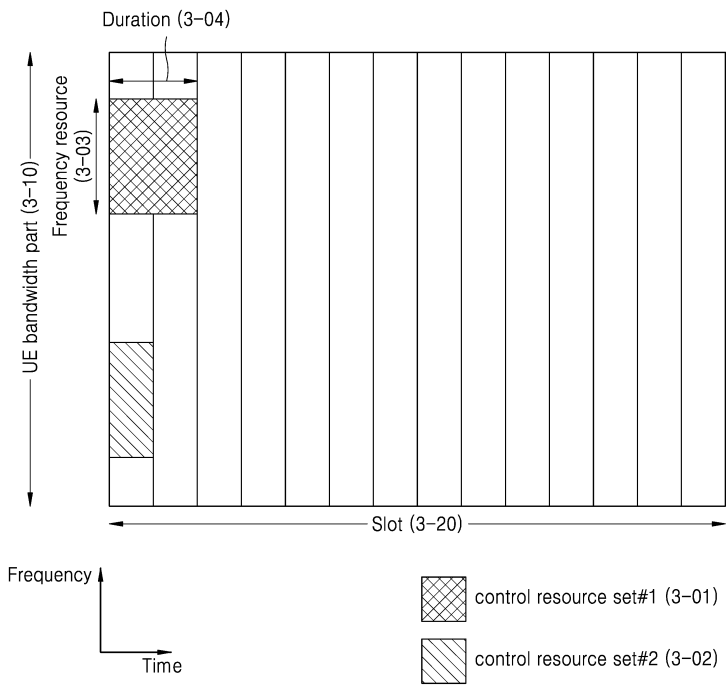 Duration (3-04)
Frequency resource
(3-03)
UE bandwidth part (3-10)
Slot (3-20)
Frequency
Time
control resource set#1 (3-01)
control resource set#2 (3-02)